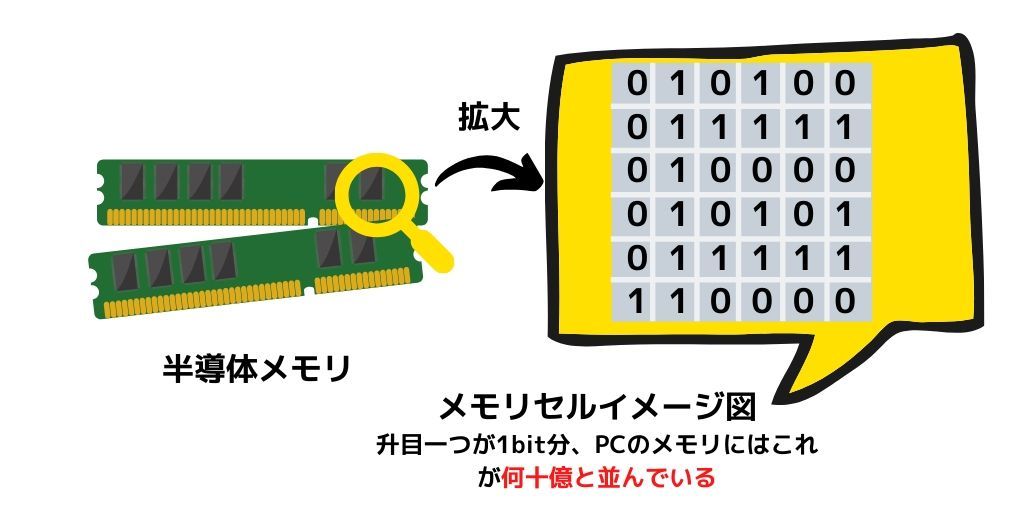 拡大
0 1 0 1 0 0
0 1 1 1 1 1
0 1 0 0 0 0
0 1 0 1 0 1
0 1 1 1 1 1
1 1 0 0 0 0
半導体メモリ
メモリセルイメージ図
升目一つが1bit分、PCのメモリにはこれ
が何十億と並んでいる